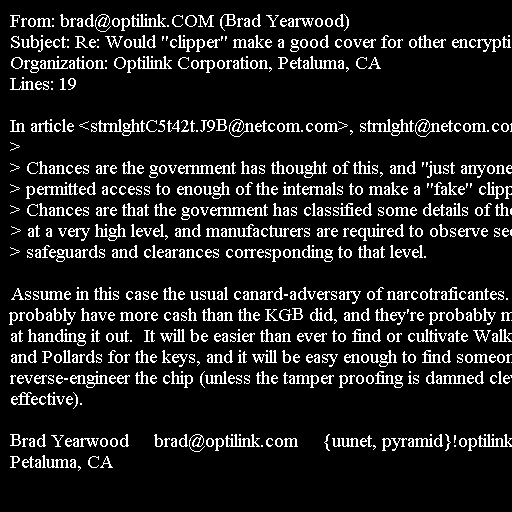 From: brad@optilink.COM (Brad Yearwood)
Subject: Re: Would "clipper" make a good cover for other encrypti
Organization: Optilink Corporation, Petaluma, CA
Lines: 19
In article <strnlghtC5t42t.J9B@netcom.com>, strnlght@netcom.co
>
> Chances are the government has thought of this, and "just anyone
> permitted access to enough of the internals to make a "fake" clipp
> Chances are that the government has classified some details of the
> at a very high level, and manufacturers are required to observe sec
> safeguards and clearances corresponding to that level.
Assume in this case the usual canard-adversary of narcotraficantes.
probably have more cash than the KGB did, and they're probably m
at handing it out.  It will be easier than ever to find or cultivate Walk
and Pollards for the keys, and it will be easy enough to find someon
reverse-engineer the chip (unless the tamper proofing is damned cle
effective).
Brad Yearwood     brad@optilink.com     {uunet, pyramid}!optilink
Petaluma, CA